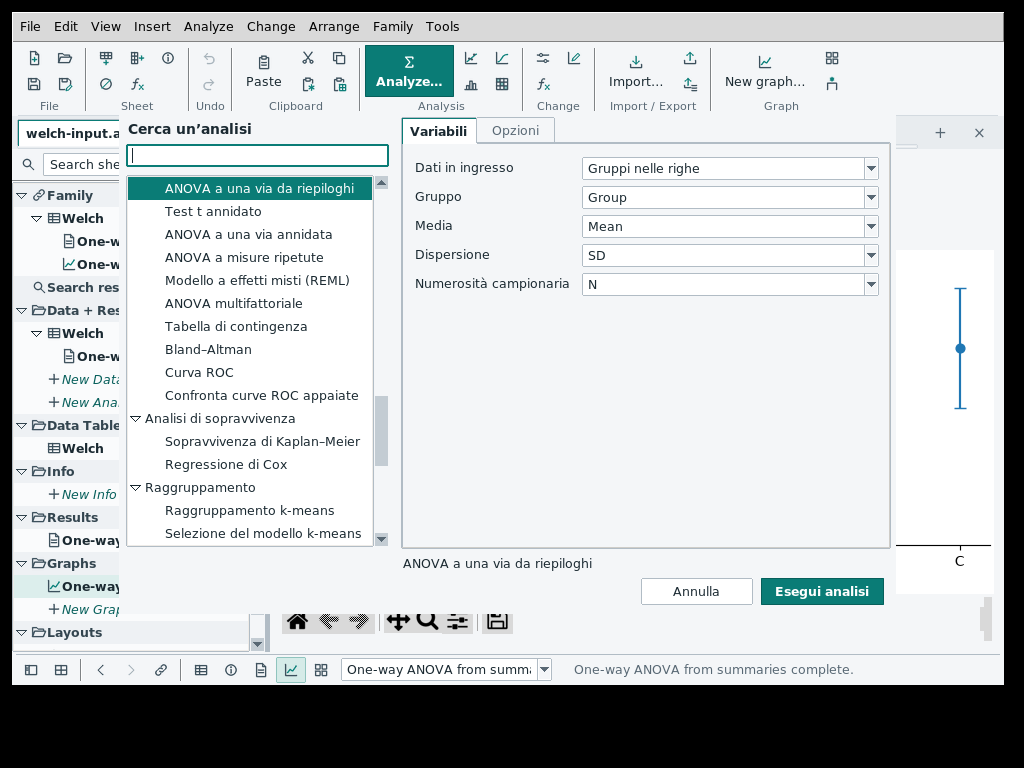 File Edit View Insert Analyze Change Arrange Family Tools
Paste
Σ
Analyze...
Import...
New graph...
File Sheet Undo Clipboard Analysis Change Import / Export Graph
welch-input.a
Search she
Family
Welch
One-w
One-w
Search res
Data + Res
Welch
One-w
New Data
New Ana
Data Table
Welch
Info
New Info
Results
One-way
Graphs
One-way
New Grap
Layouts
Cerca un’analisi
ANOVA a una via da riepiloghi
Test t annidato
ANOVA a una via annidata
ANOVA a misure ripetute
Modello a effetti misti (REML)
ANOVA multifattoriale
Tabella di contingenza
Bland–Altman
Curva ROC
Confronta curve ROC appaiate
Analisi di sopravvivenza
Sopravvivenza di Kaplan–Meier
Regressione di Cox
Raggruppamento
Raggruppamento k-means
Selezione del modello k-means
Variabili Opzioni
Dati in ingresso Gruppi nelle righe
Gruppo Group
Media Mean
Dispersione SD
Numerosità campionaria N
ANOVA a una via da riepiloghi
Annulla Esegui analisi
C
One-way ANOVA from summa
One-way ANOVA from summaries complete.